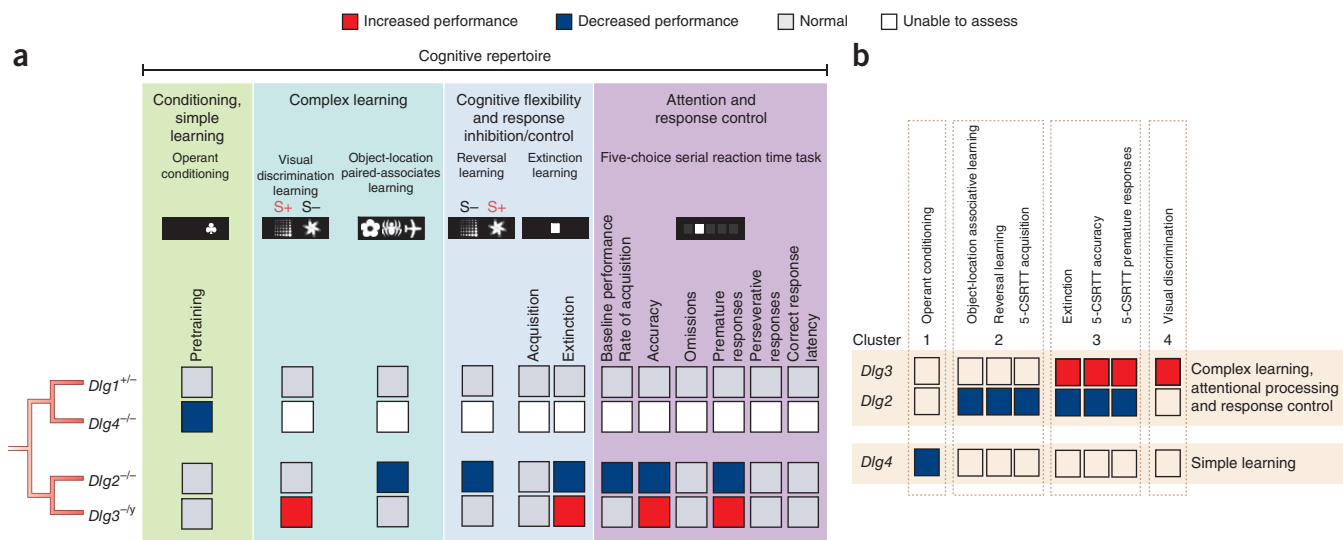 Increased performance
Decreased performance
Normal
Unable to assess
a
Cognitive repertoire
Conditioning,
simple
learning
Operant
conditioning
Pretraining
Complex learning
Visual
discrimination
learning
S+ S–
Object-location
paired-associates
learning
Cognitive flexibility
and response
inhibition/control
Reversal
learning
S– S+
Extinction
learning
Acquisition
Extinction
Attention and
response control
Five-choice serial reaction time task
Baseline performance
Rate of acquisition
Accuracy
Omissions
Premature
responses
Perseverative
responses
Correct response
latency
Dlg1+/–
Dlg4–/–
Dlg2–/–
Dlg3–/y
b
Operant conditioning
Object-location associative learning
Reversal learning
5-CSRTT acquisition
Extinction
5-CSRTT accuracy
5-CSRTT premature responses
Visual discrimination
Cluster 1 2 3 4
Dlg3
Dlg2
Complex learning,
attentional processing
and response control
Dlg4
Simple learning